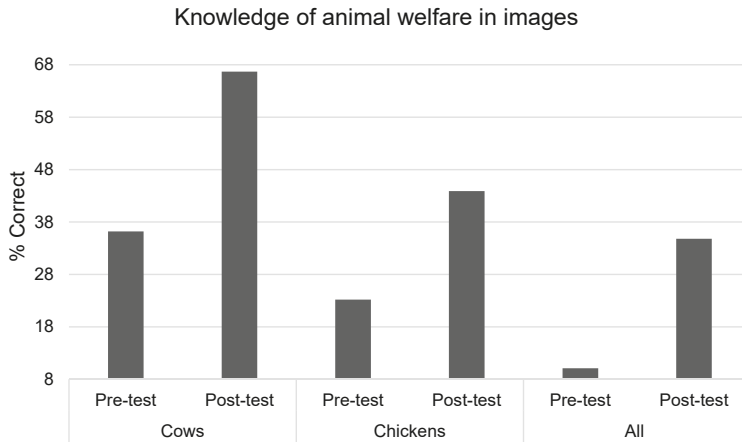 Knowledge of animal welfare in images
% Correct
68
58
48
38
28
18
8
Pre-test Post-test Pre-test Post-test Pre-test Post-test
Cows Chickens All